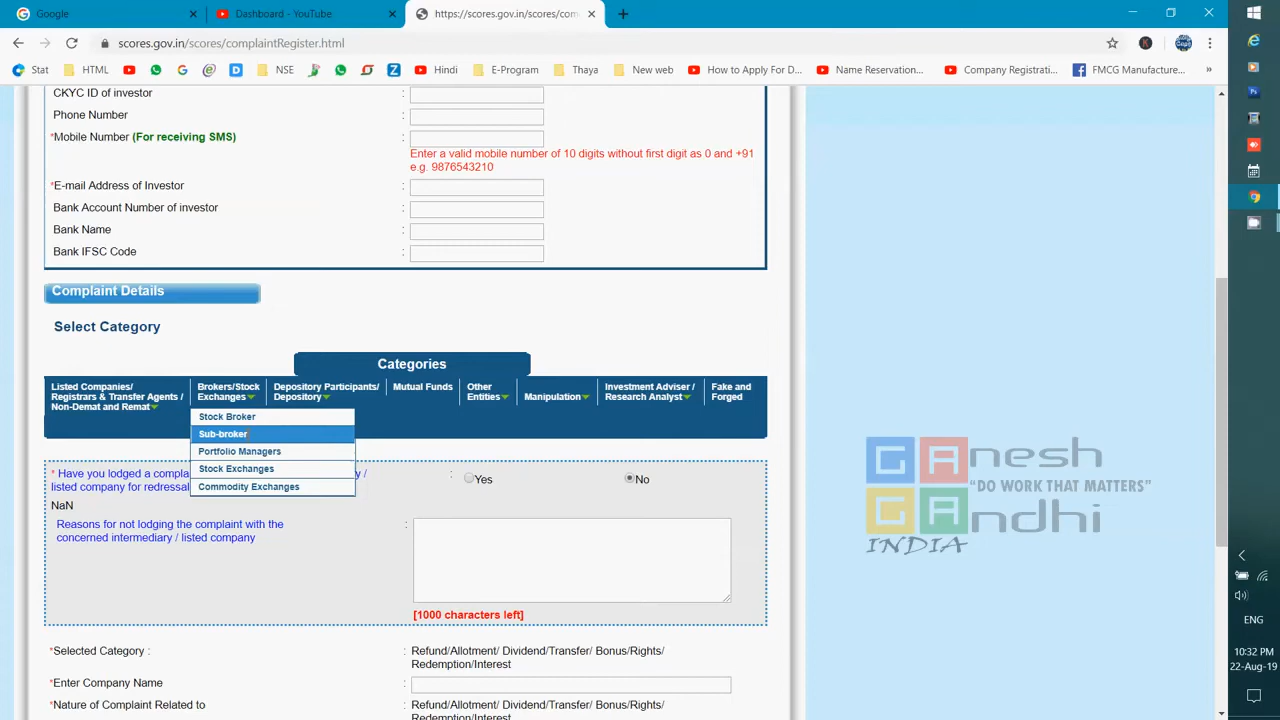 Google
Dashboard - YouTube
https://scores.gov.in/scores/com
scores.gov.in/scores/complaintRegister.html
Stat
HTML
NSE
Hindi
E-Program
Thaya
New web
How to Apply For D...
Name Reservation...
Company Registrati...
FMCG Manufacture...
CKYC ID of investor :
Phone Number :
*Mobile Number (For receiving SMS) :
Enter a valid mobile number of 10 digits without first digit as 0 and +91
e.g. 9876543210
*E-mail Address of Investor :
Bank Account Number of investor :
Bank Name :
Bank IFSC Code :
Complaint Details
Select Category
Categories
Listed Companies/
Registrars & Transfer Agents /
Non-Demat and Remat
Brokers/Stock
Exchanges
Depository Participants/
Depository
Mutual Funds
Other
Entities
Manipulation
Investment Adviser /
Research Analyst
Fake and
Forged
Stock Broker
Sub-broker
Portfolio Managers
Stock Exchanges
Commodity Exchanges
* Have you lodged a compla y / : Yes No
listed company for redressal
NaN
Reasons for not lodging the complaint with the :
concerned intermediary / listed company
[1000 characters left]
*Selected Category : : Refund/Allotment/ Dividend/Transfer/ Bonus/Rights/
Redemption/Interest
*Enter Company Name :
*Nature of Complaint Related to : Refund/Allotment/ Dividend/Transfer/ Bonus/Rights/
Redemption/Interest
GAnesh
"DO WORK THAT MATTERS"
GAndhi
INDIA
ENG
10:32 PM
22-Aug-19